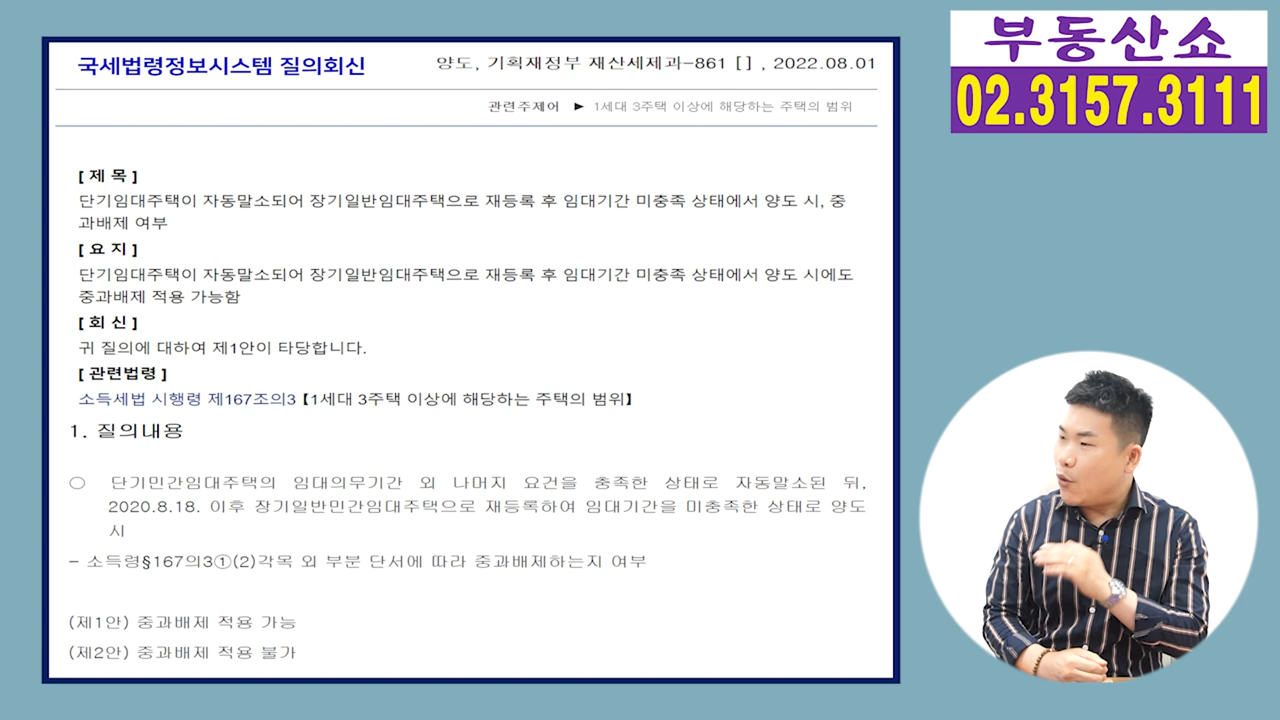 부동산쇼
02.3157.3111
국세법령정보시스템 질의회신
양도, 기획재정부 재산세제과-861 [] , 2022.08.01
관련주제어 ▶ 1세대 3주택 이상에 해당하는 주택의 범위
[ 제 목 ]
단기임대주택이 자동말소되어 장기일반임대주택으로 재등록 후 임대기간 미충족 상태에서 양도 시, 중
과배제 여부
[ 요 지 ]
단기임대주택이 자동말소되어 장기일반임대주택으로 재등록 후 임대기간 미충족 상태에서 양도 시에도
중과배제 적용 가능함
[ 회 신 ]
귀 질의에 대하여 제1안이 타당합니다.
[ 관련법령 ]
소득세법 시행령 제167조의3【1세대 3주택 이상에 해당하는 주택의 범위】
1. 질의내용
○ 단기민간임대주택의 임대의무기간 외 나머지 요건을 충족한 상태로 자동말소된 뒤,
2020.8.18. 이후 장기일반민간임대주택으로 재등록하여 임대기간을 미충족한 상태로 양도
시
- 소득령§167의3①(2)각목 외 부분 단서에 따라 중과배제하는지 여부
(제1안) 중과배제 적용 가능
(제2안) 중과배제 적용 불가